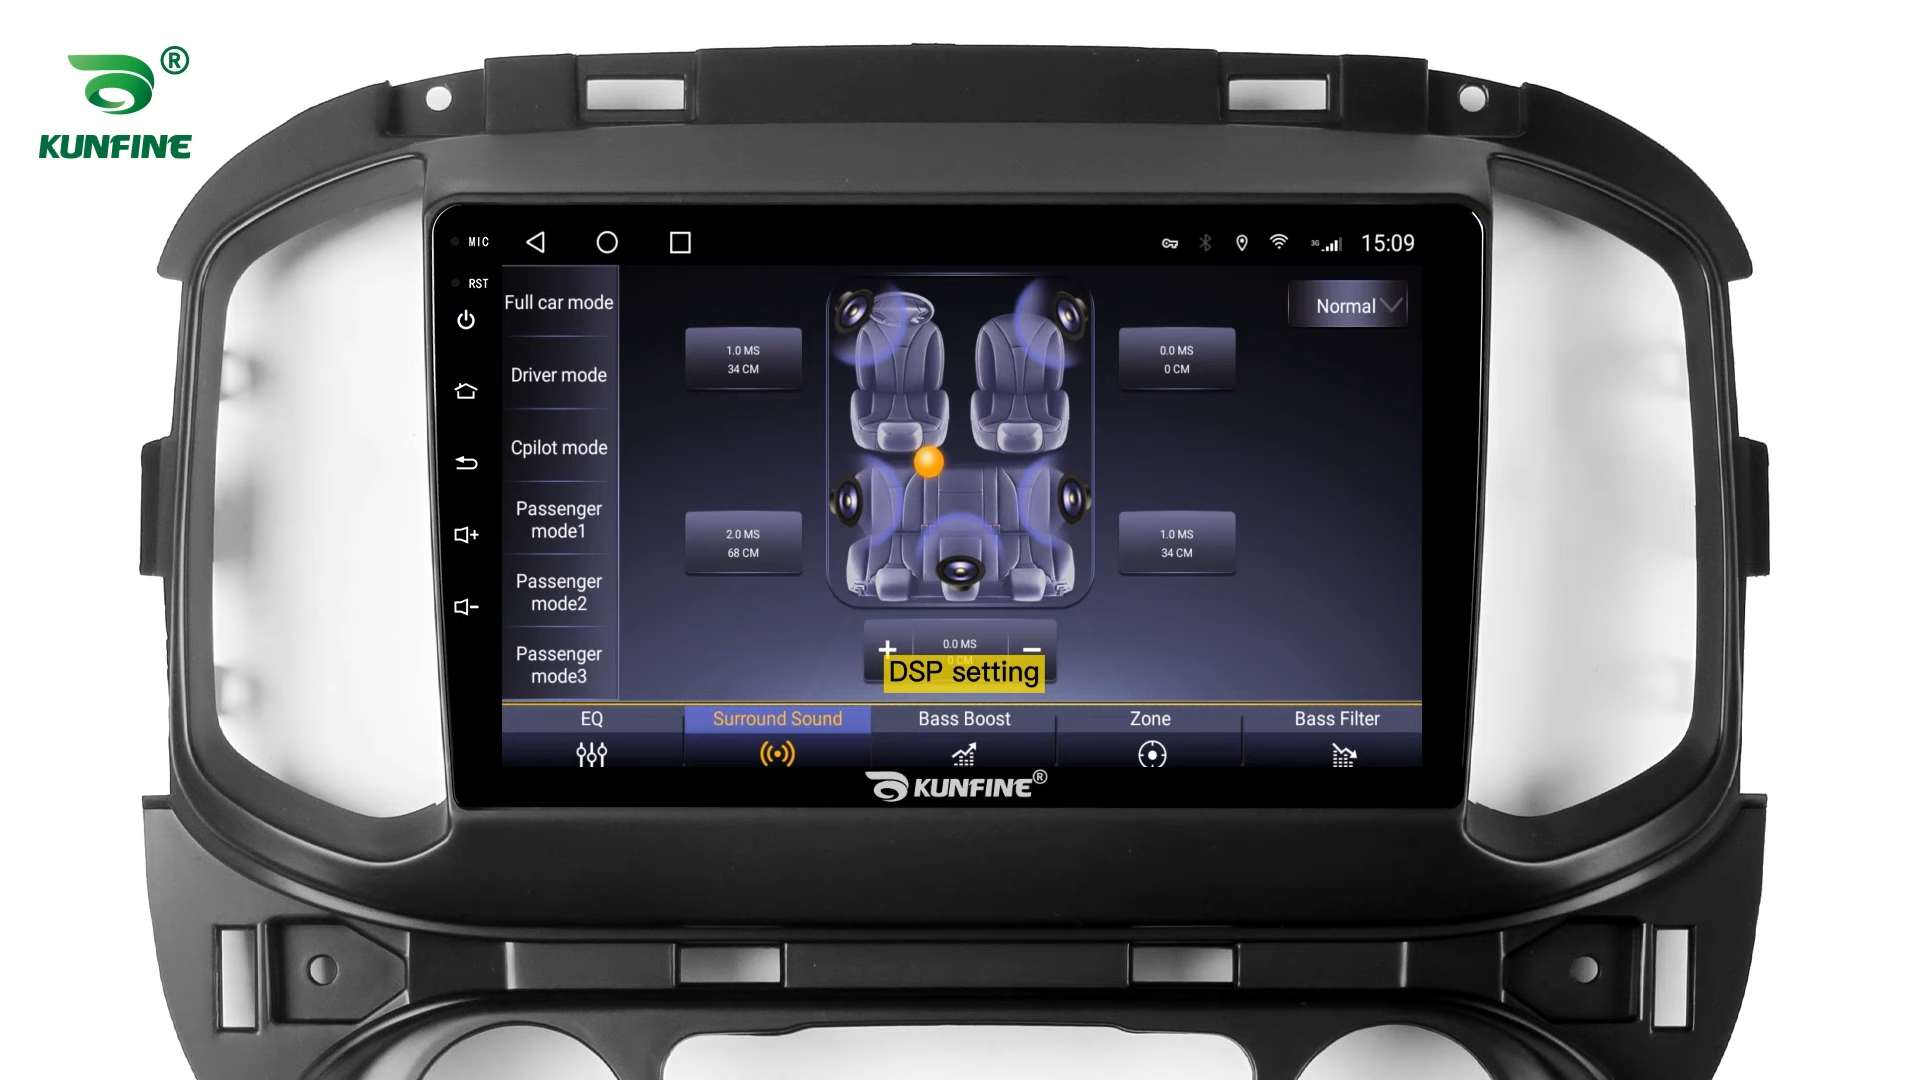 ®
KUNFINE
MIC
15:09
RST
Full car mode
Driver mode
Cpilot mode
Passenger
mode1
Passenger
mode2
Passenger
mode3
Normal
1.0 MS
34 CM
0.0 MS
0 CM
2.0 MS
68 CM
1.0 MS
34 CM
+
0.0 MS
0 CM
−
DSP setting
EQ
Surround Sound
Bass Boost
Zone
Bass Filter
KUNFINE®